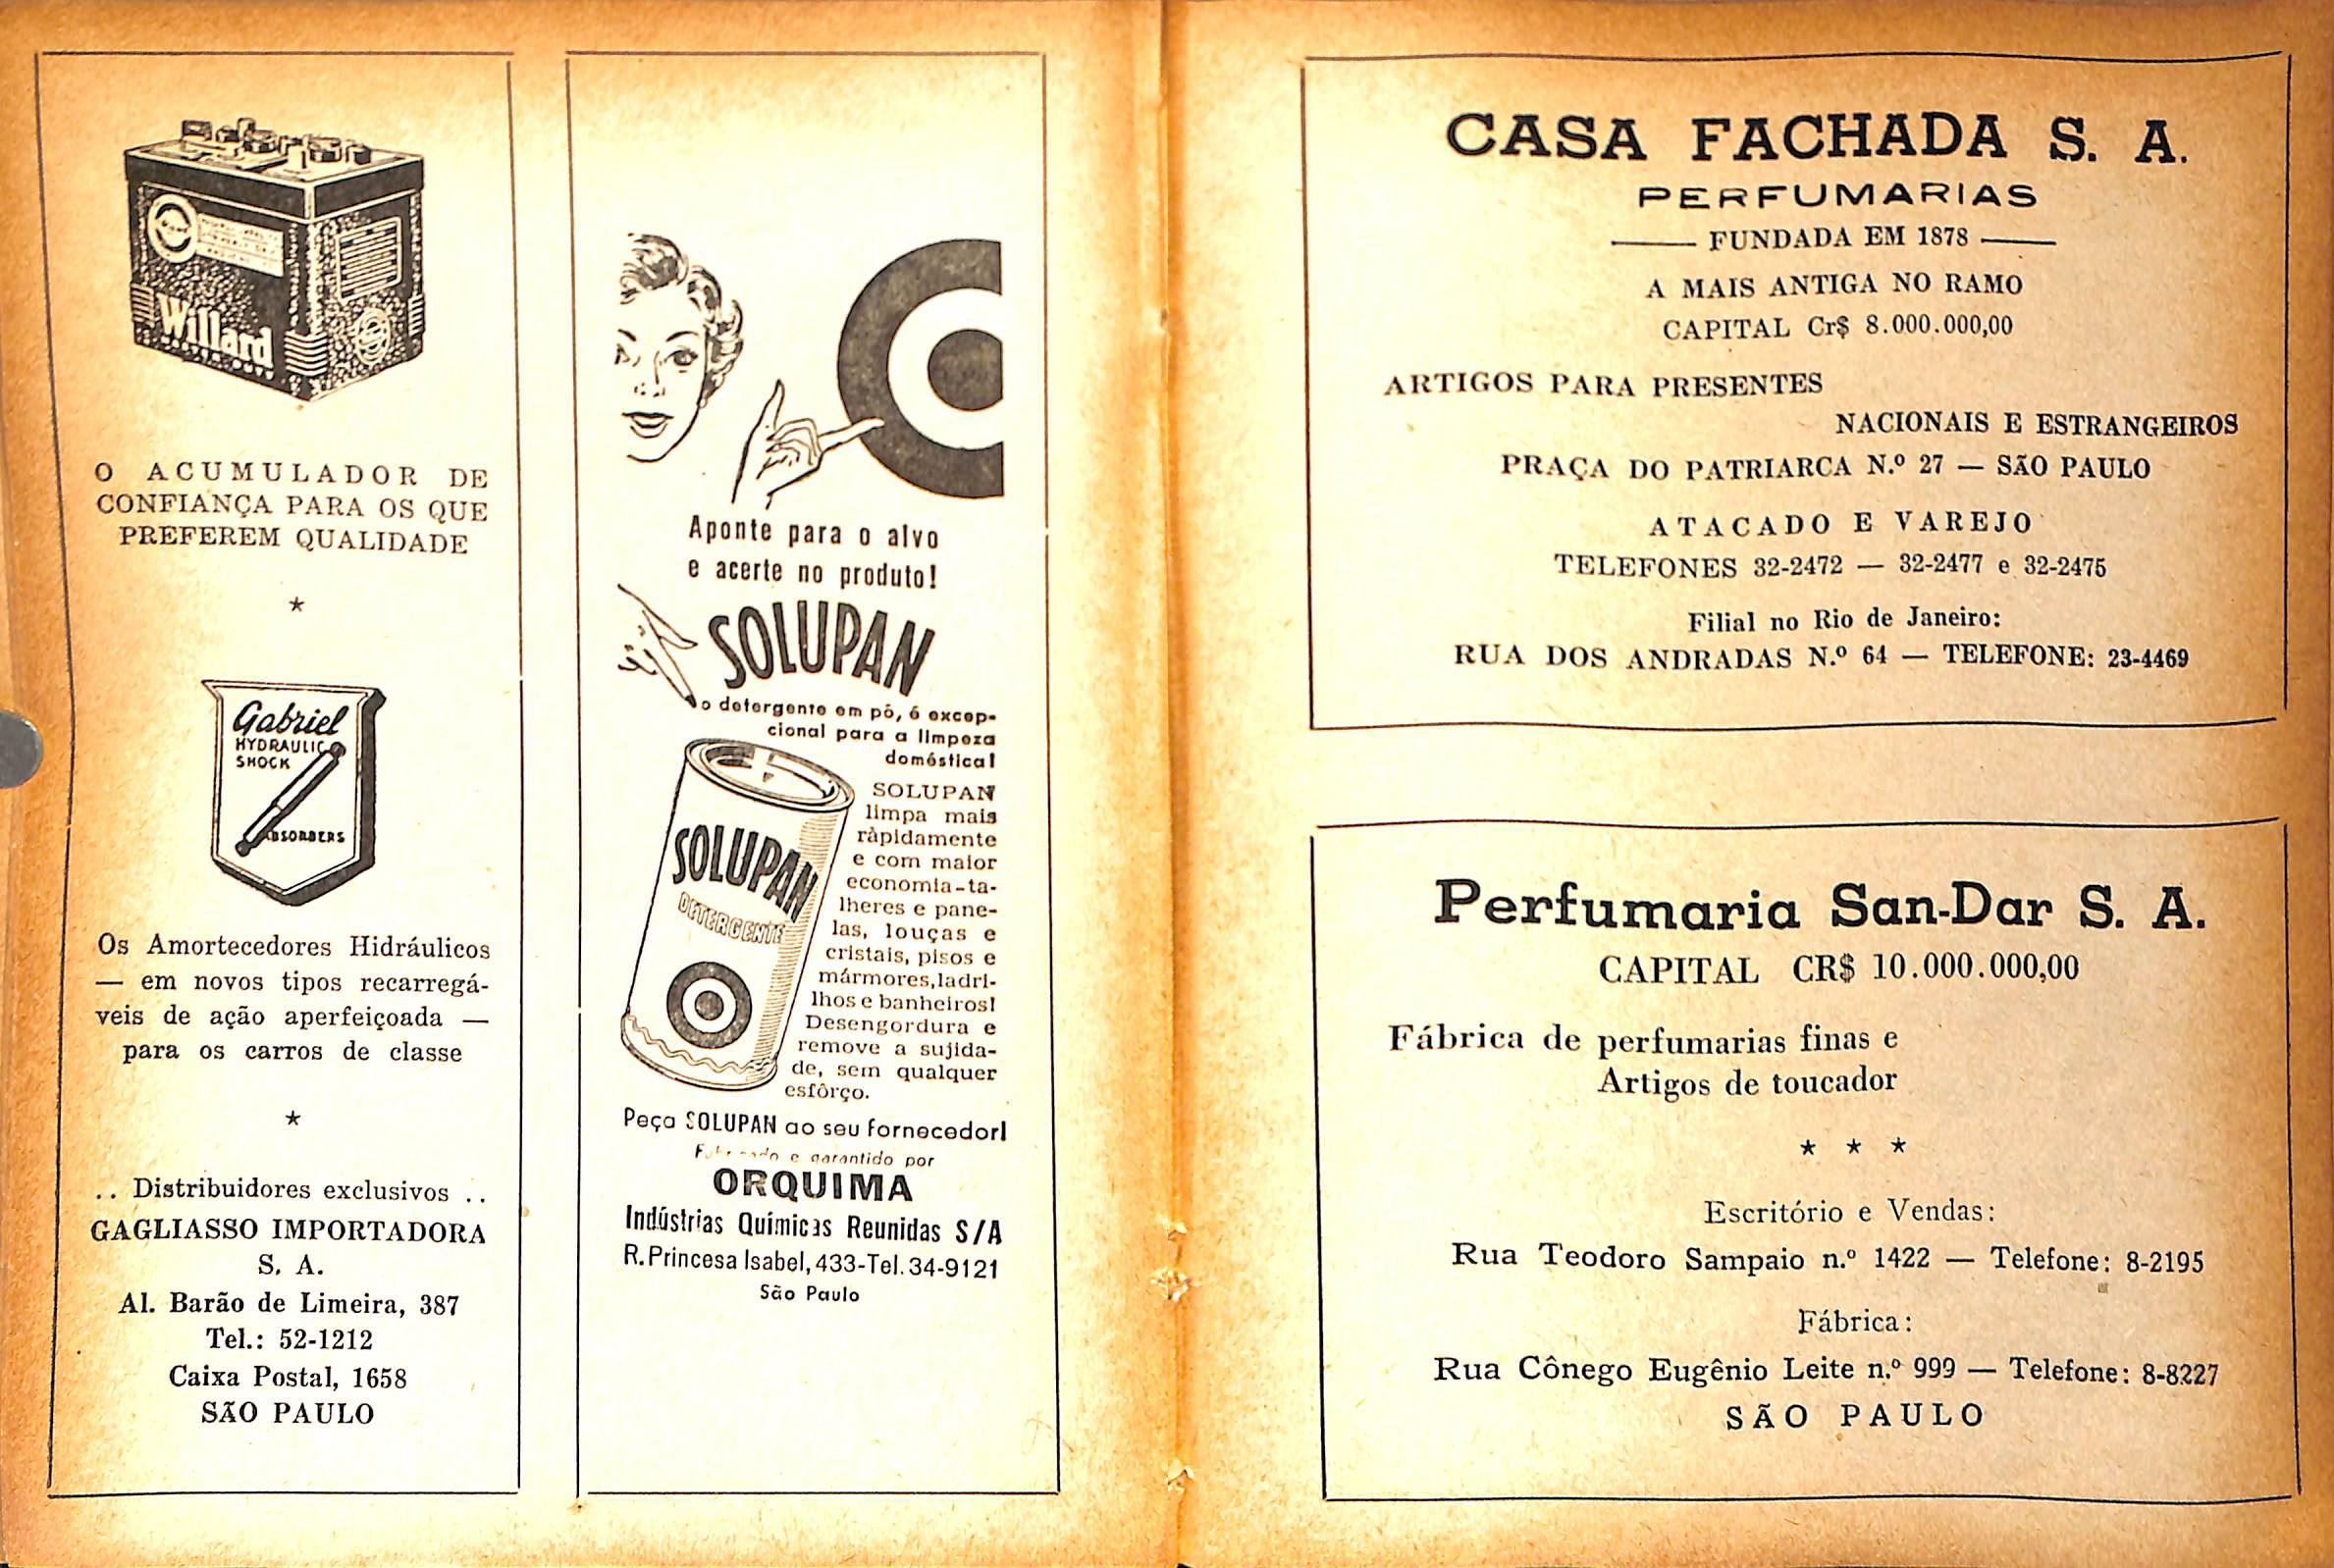 Willard
O ACUMULADOR DE
CONFIANÇA PARA OS QUE
PREFEREM QUALIDADE
*
Gabriel
HYDRAULIC
SHOCK
ABSORBERS
Os Amortecedores Hidráulicos
— em novos tipos recarregá-
veis de ação aperfeiçoada —
para os carros de classe
*
.. Distribuidores exclusivos ..
GAGLIASSO IMPORTADORA
S. A.
Al. Barão de Limeira, 387
Tel.: 52-1212
Caixa Postal, 1658
SÃO PAULO
Aponte para o alvo
e acerte no produto!
SOLUPAN
o detergente em pó, é excep-
cional para a limpeza
doméstica!
SOLUPAN
DETERGENTE
SOLUPAN
limpa mais
ràpidamente
e com maior
economia-ta-
lheres e pane-
las, louças e
cristais, pisos e
mármores, ladri-
lhos e banheiros!
Desengordura e
remove a sujida-
de, sem qualquer
esfôrço.
Peça SOLUPAN ao seu fornecedor!
e garantido por
ORQUIMA
Indústrias Químicas Reunidas S/A
R. Princesa Isabel, 433-Tel. 34-9121
São Paulo
CASA FACHADA S. A.
PERFUMARIAS
— FUNDADA EM 1878 —
A MAIS ANTIGA NO RAMO
CAPITAL Cr$ 8.000.000,00
ARTIGOS PARA PRESENTES
NACIONAIS E ESTRANGEIROS
PRAÇA DO PATRIARCA N.º 27 — SÃO PAULO
ATACADO E VAREJO
TELEFONES 32-2472 — 32-2477 e 32-2475
Filial no Rio de Janeiro:
RUA DOS ANDRADAS N.º 64 — TELEFONE: 23-4469
Perfumaria San-Dar S. A.
CAPITAL CR$ 10.000.000,00
Fábrica de perfumarias finas e
Artigos de toucador
* * *
Escritório e Vendas:
Rua Teodoro Sampaio n.º 1422 — Telefone: 8-2195
Fábrica:
Rua Cônego Eugênio Leite n.º 999 — Telefone: 8-8227
SÃO PAULO